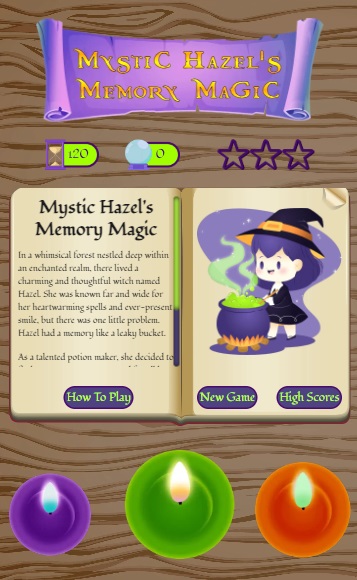 Mystic Hazel's
Memory Magic
120
0
Mystic Hazel's
Memory Magic
In a whimsical forest nestled deep within
an enchanted realm, there lived a
charming and thoughtful witch named
Hazel. She was known far and wide for
her heartwarming spells and ever-present
smile, but there was one little problem.
Hazel had a memory like a leaky bucket.
As a talented potion maker, she decided to
How To Play
New Game
High Scores